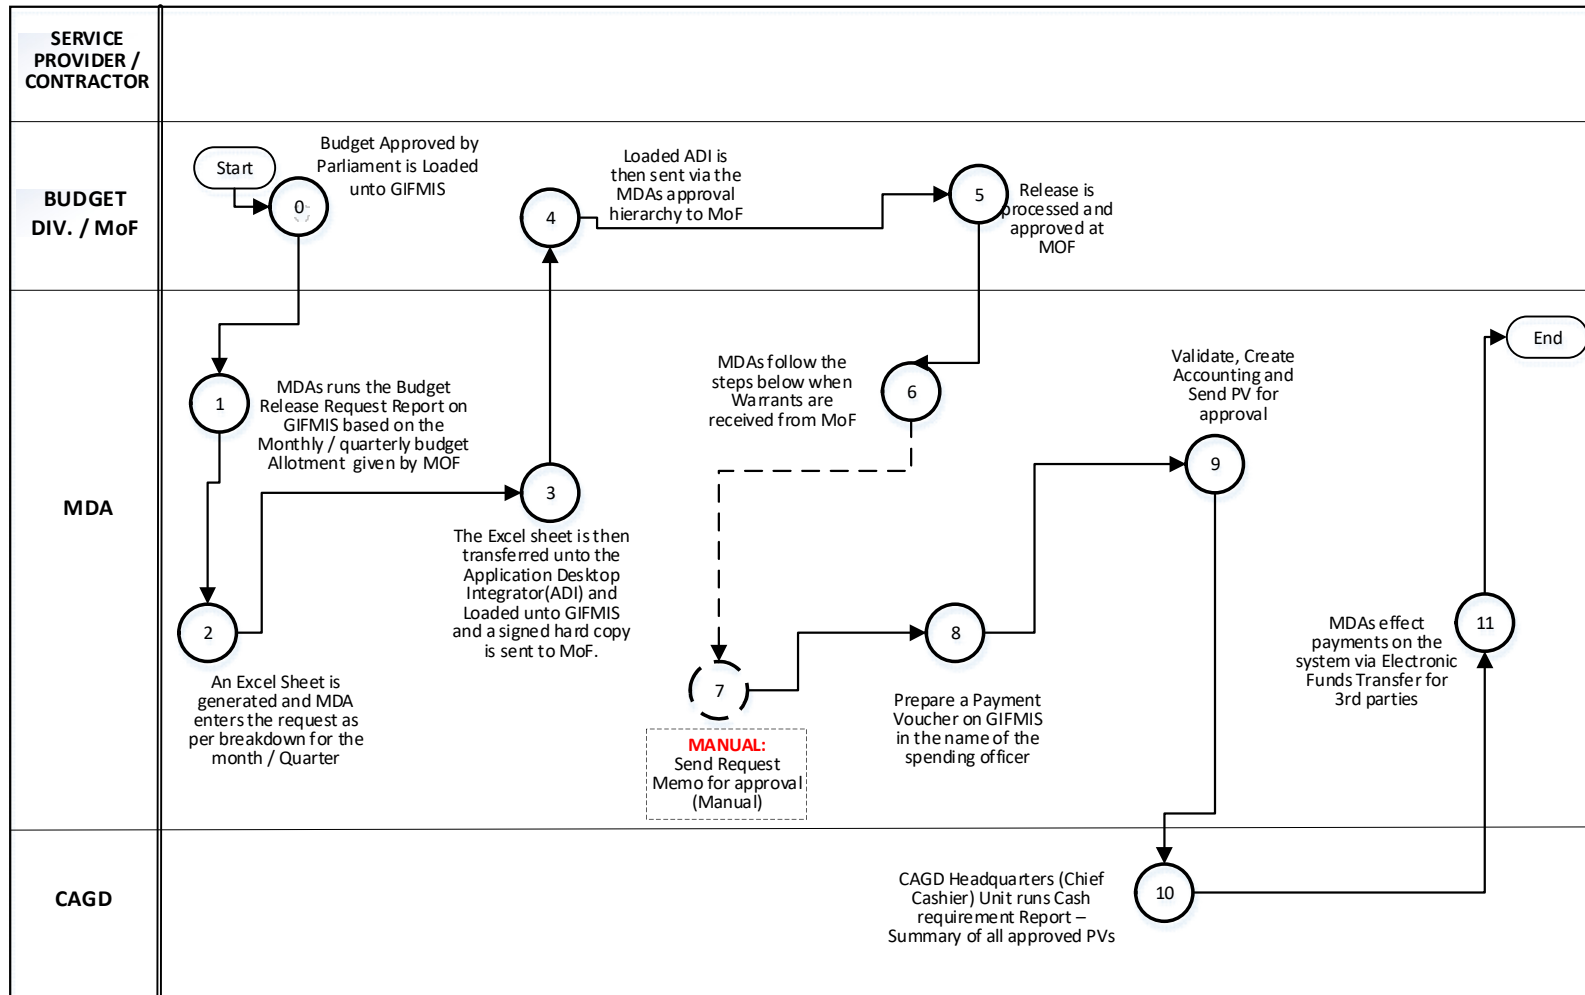 SERVICE
PROVIDER /
CONTRACTOR
BUDGET
DIV. / MoF
Start
0
Budget Approved by
Parliament is Loaded
unto GIFMIS
4
Loaded ADI is
then sent via the
MDAs approval
hierarchy to MoF
5
Release is
processed and
approved at
MOF
MDA
1
MDAs runs the Budget
Release Request Report on
GIFMIS based on the
Monthly / quarterly budget
Allotment given by MOF
2
An Excel Sheet is
generated and MDA
enters the request as
per breakdown for the
month / Quarter
3
The Excel sheet is then
transferred unto the
Application Desktop
Integrator(ADI) and
Loaded unto GIFMIS
and a signed hard copy
is sent to MoF.
MDAs follow the
steps below when
Warrants are
received from MoF
6
7
MANUAL:
Send Request
Memo for approval
(Manual)
8
Prepare a Payment
Voucher on GIFMIS
in the name of the
spending officer
Validate, Create
Accounting and
Send PV for
approval
9
MDAs effect
payments on the
system via Electronic
Funds Transfer for
3rd parties
11
End
CAGD
CAGD Headquarters (Chief
Cashier) Unit runs Cash
requirement Report –
Summary of all approved PVs
10